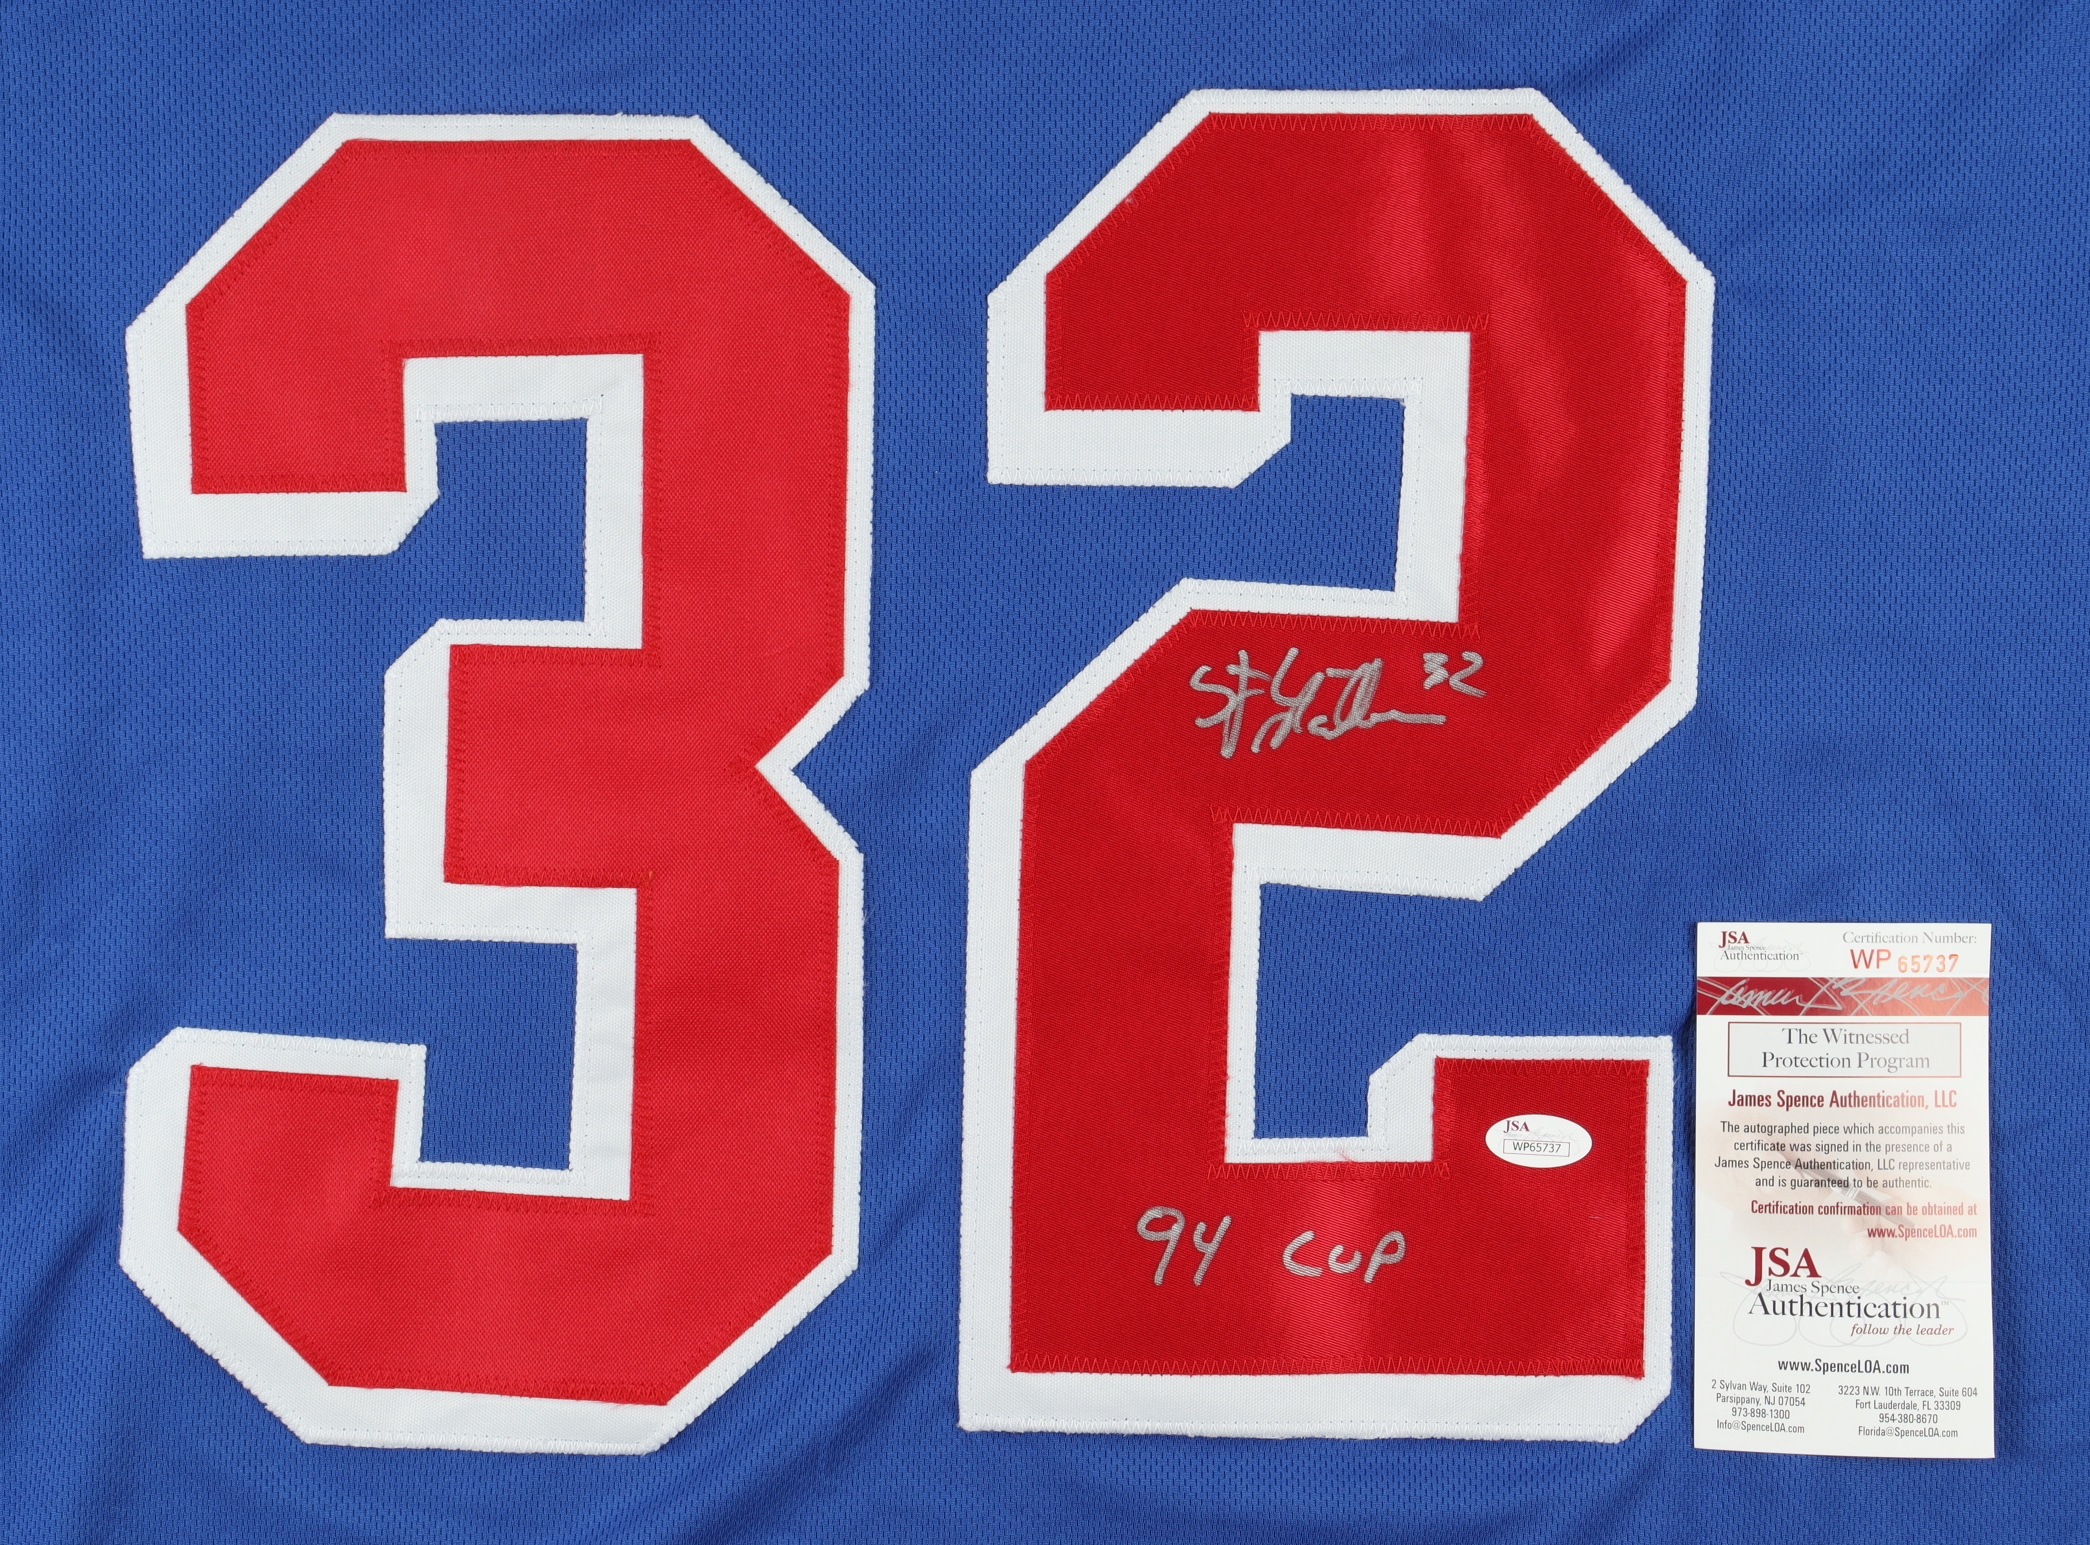 32
32
94 CUP
JSA
WP65737
JSA
James Spence
Authentication
Certification Number:
WP 65737
The Witnessed
Protection Program
James Spence Authentication, LLC
The autographed piece which accompanies this
certificate was signed in the presence of a
James Spence Authentication, LLC representative
and is guaranteed to be authentic.
Certification confirmation can be obtained at
www.SpenceLOA.com
JSA
James Spence
Authentication™
follow the leader
www.SpenceLOA.com
2 Sylvan Way, Suite 102
Parsippany, NJ 07054
973-898-1300
Info@SpenceLOA.com
3223 N.W. 10th Terrace, Suite 604
Fort Lauderdale, FL 33309
954-380-8670
Florida@SpenceLOA.com